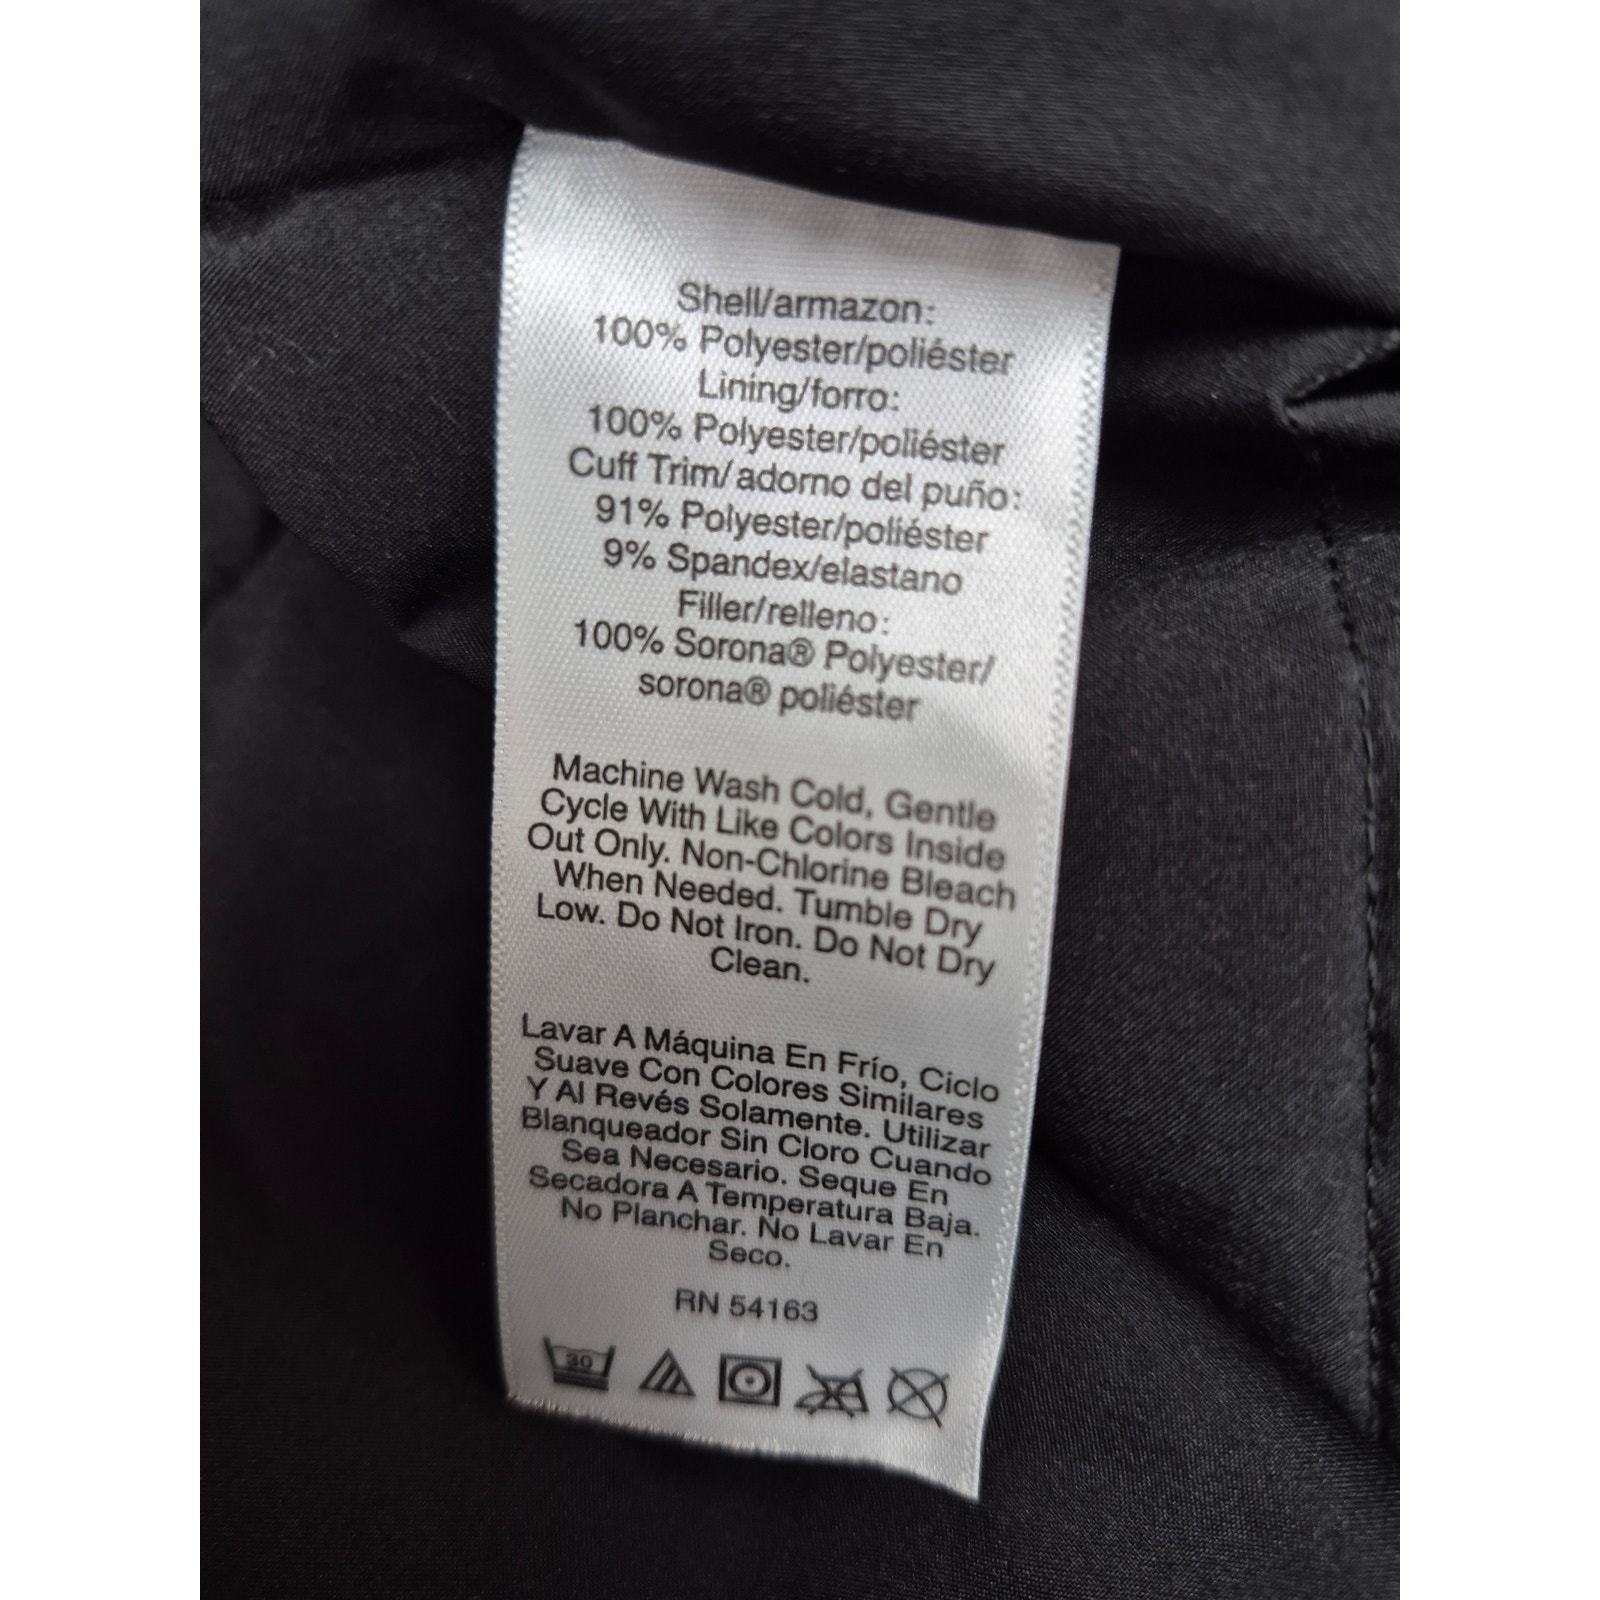 Shell/armazon:
100% Polyester/poliéster
Lining/forro:
100% Polyester/poliéster
Cuff Trim/adorno del puño:
91% Polyester/poliéster
9% Spandex/elastano
Filler/relleno:
100% Sorona® Polyester/
sorona® poliéster
Machine Wash Cold, Gentle
Cycle With Like Colors Inside
Out Only. Non-Chlorine Bleach
When Needed. Tumble Dry
Low. Do Not Iron. Do Not Dry
Clean.
Lavar A Máquina En Frío, Ciclo
Suave Con Colores Similares
Y Al Revés Solamente. Utilizar
Blanqueador Sin Cloro Cuando
Sea Necesario. Seque En
Secadora A Temperatura Baja.
No Planchar. No Lavar En
Seco.
RN 54163
30